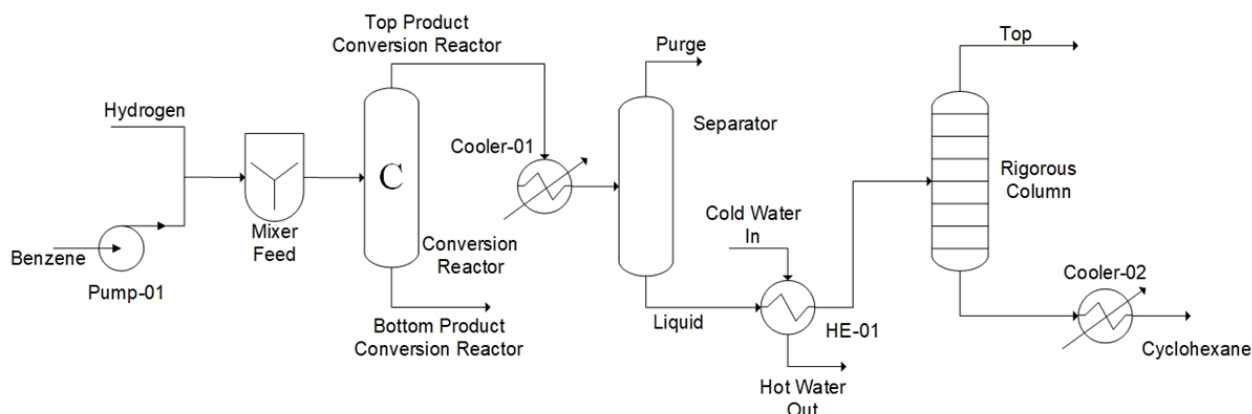 Top Product
Conversion Reactor
Hydrogen
Benzene
Pump-01
Mixer
Feed
C
Conversion
Reactor
Bottom Product
Conversion Reactor
Cooler-01
Purge
Separator
Liquid
Cold Water
In
HE-01
Hot Water
Out
Top
Rigorous
Column
Cooler-02
Cyclohexane